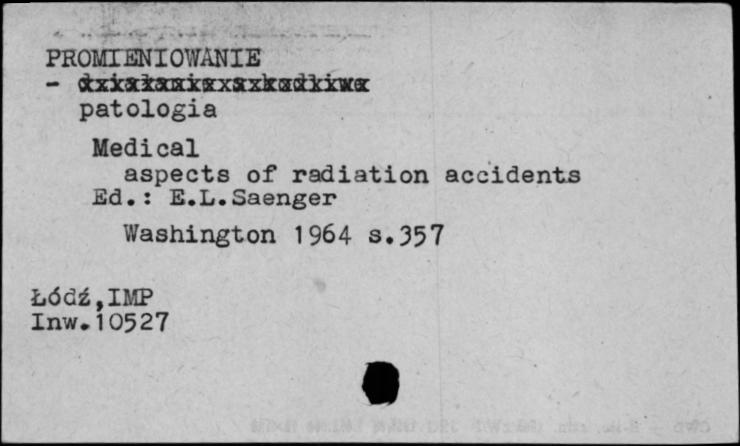 PROMIENIOWANIE
-
patologia
Medical
aspects of radiation accidents
Ed.: E.L.Saenger
Washington 1964 s.357
Łódź,IMP
Inw.10527